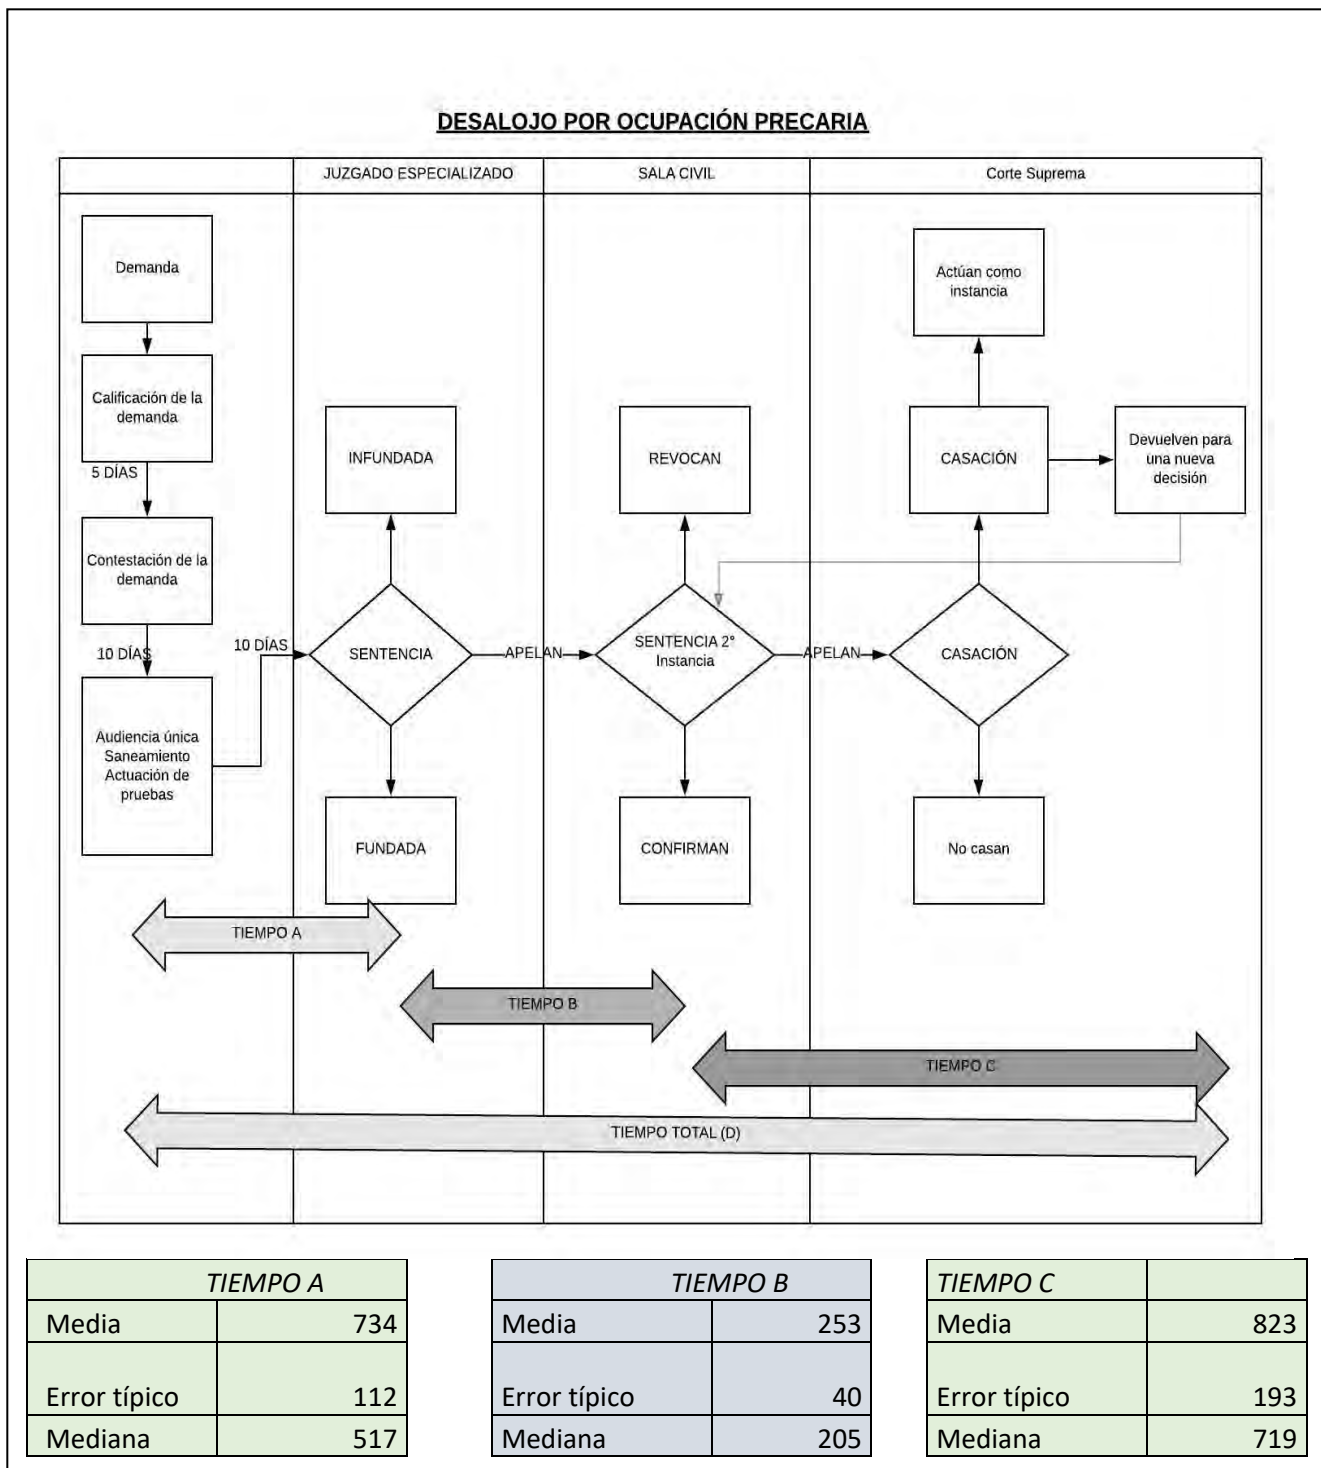 DESALOJO POR OCUPACIÓN PRECARIA
JUZGADO ESPECIALIZADO
SALA CIVIL
Corte Suprema
Demanda
Calificación de la
demanda
5 DÍAS
Contestación de la
demanda
10 DÍAS
Audiencia única
Saneamiento
Actuación de
pruebas
10 DÍAS
INFUNDADA
SENTENCIA
FUNDADA
APELAN
REVOCAN
SENTENCIA 2°
Instancia
CONFIRMAN
APELAN
Actúan como
instancia
CASACIÓN
Devuelven para
una nueva
decisión
CASACIÓN
No casan
TIEMPO A
TIEMPO B
TIEMPO C
TIEMPO TOTAL (D)
TIEMPO A
Media 734
Error típico 112
Mediana 517
TIEMPO B
Media 253
Error típico 40
Mediana 205
TIEMPO C
Media 823
Error típico 193
Mediana 719